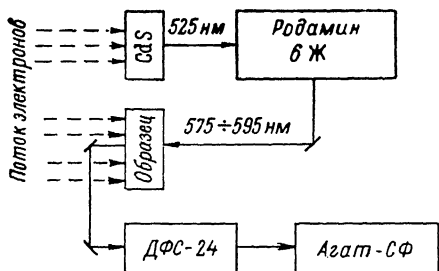 Поток электронов
CdS
525 нм
Родамин
6 Ж
Образец
575÷595 нм
ДФС-24
Агат-СФ